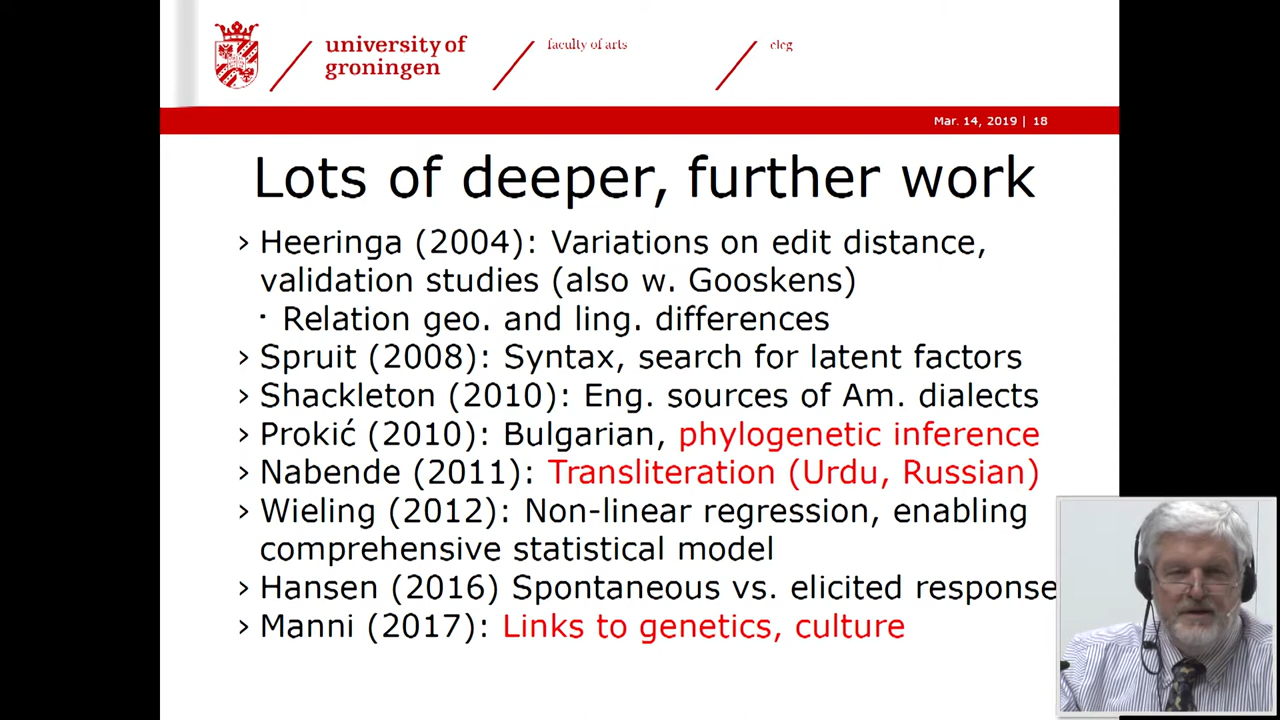 university of
groningen
faculty of arts
clcg
Mar. 14, 2019 | 18
Lots of deeper, further work
› Heeringa (2004): Variations on edit distance,
validation studies (also w. Gooskens)
· Relation geo. and ling. differences
› Spruit (2008): Syntax, search for latent factors
› Shackleton (2010): Eng. sources of Am. dialects
› Prokić (2010): Bulgarian, phylogenetic inference
› Nabende (2011): Transliteration (Urdu, Russian)
› Wieling (2012): Non-linear regression, enabling
comprehensive statistical model
› Hansen (2016) Spontaneous vs. elicited response
› Manni (2017): Links to genetics, culture